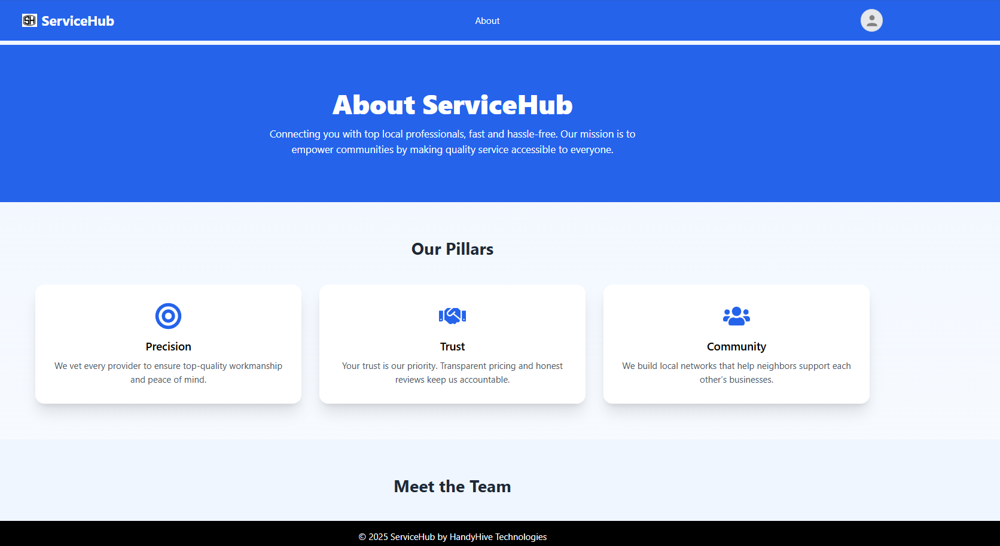 SH ServiceHub
About
About ServiceHub
Connecting you with top local professionals, fast and hassle-free. Our mission is to
empower communities by making quality service accessible to everyone.
Our Pillars
Precision
We vet every provider to ensure top-quality workmanship
and peace of mind.
Trust
Your trust is our priority. Transparent pricing and honest
reviews keep us accountable.
Community
We build local networks that help neighbors support each
other’s businesses.
Meet the Team
© 2025 ServiceHub by HandyHive Technologies